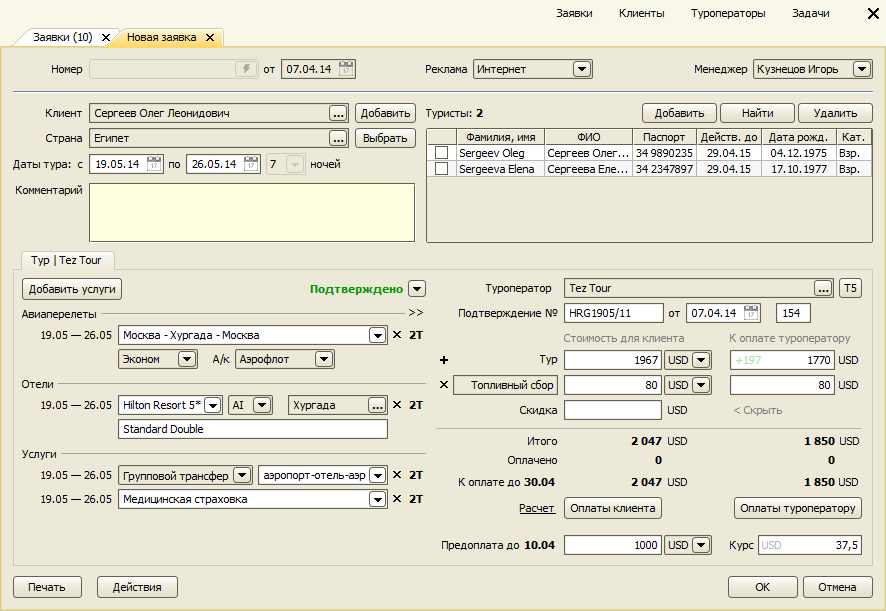 Заявки Клиенты Туроператоры Задачи
Заявки (10) Новая заявка
Номер от 07.04.14 Реклама Интернет Менеджер Кузнецов Игорь
Клиент Сергеев Олег Леонидович ... Добавить Туристы: 2 Добавить Найти Удалить
Страна Египет ... Выбрать
Фамилия, имя ФИО Паспорт Действ. до Дата рожд. Кат.
Sergeev Oleg Сергеев Олег... 34 9890235 29.04.15 04.12.1975 Взр.
Sergeeva Elena Сергеева Еле... 34 2347897 29.04.15 17.10.1977 Взр.
Даты тура: с 19.05.14 по 26.05.14 7 ночей
Комментарий
Тур | Tez Tour
Добавить услуги Подтверждено
Авиаперелеты >>
19.05 — 26.05 Москва - Хургада - Москва 2Т
Эконом А/к Аэрофлот
Отели
19.05 — 26.05 Hilton Resort 5* AI Хургада ... 2Т
Standard Double
Услуги
19.05 — 26.05 Групповой трансфер аэропорт-отель-аэр 2Т
19.05 — 26.05 Медицинская страховка 2Т
Туроператор Tez Tour ... T5
Подтверждение № HRG1905/11 от 07.04.14 154
Стоимость для клиента К оплате туроператору
Тур 1967 USD +197 1770 USD
Топливный сбор 80 USD 80 USD
Скидка USD < Скрыть
Итого 2 047 USD 1 850 USD
Оплачено 0 0
К оплате до 30.04 2 047 USD 1 850 USD
Расчет Оплаты клиента Оплаты туроператору
Предоплата до 10.04 1000 USD Курс USD 37,5
Печать Действия OK Отмена